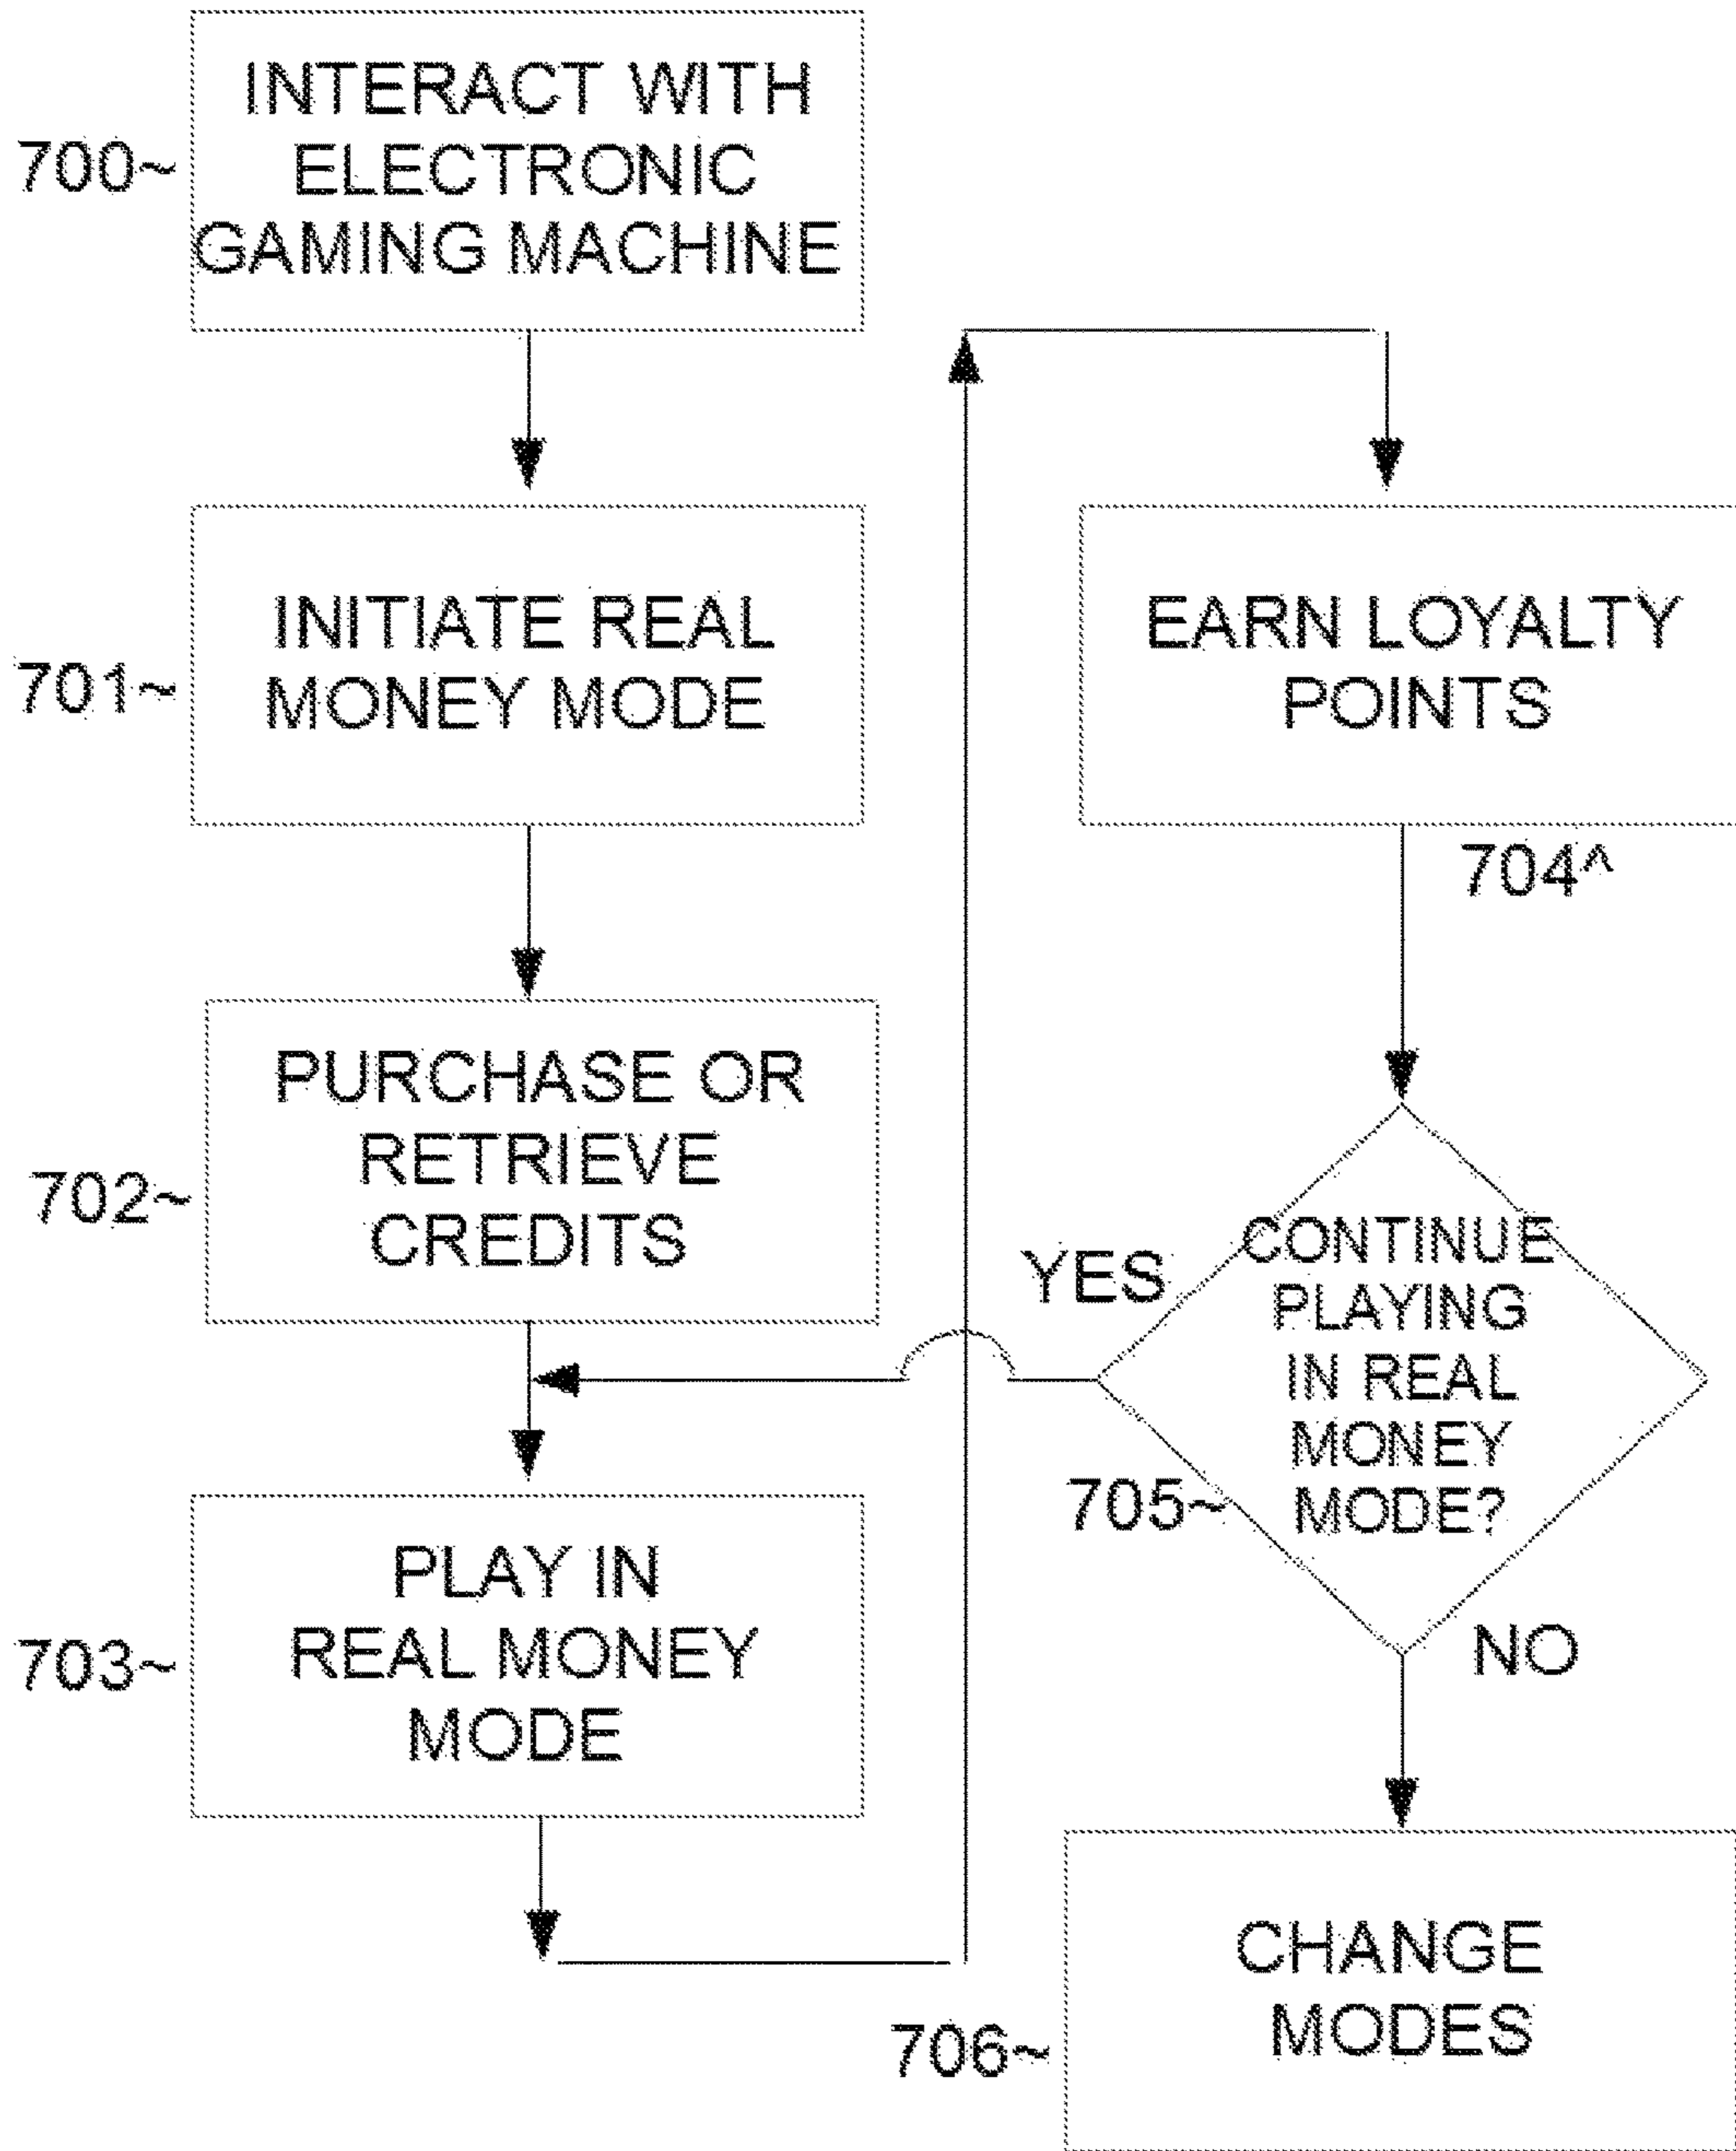 INTERACT WITH
ELECTRONIC
GAMING MACHINE
700~
INITIATE REAL
MONEY MODE
701~
PURCHASE OR
RETRIEVE
CREDITS
702~
PLAY IN
REAL MONEY
MODE
703~
EARN LOYALTY
POINTS
704^
CONTINUE
PLAYING
IN REAL
MONEY
MODE?
YES
705~
NO
CHANGE
MODES
706~